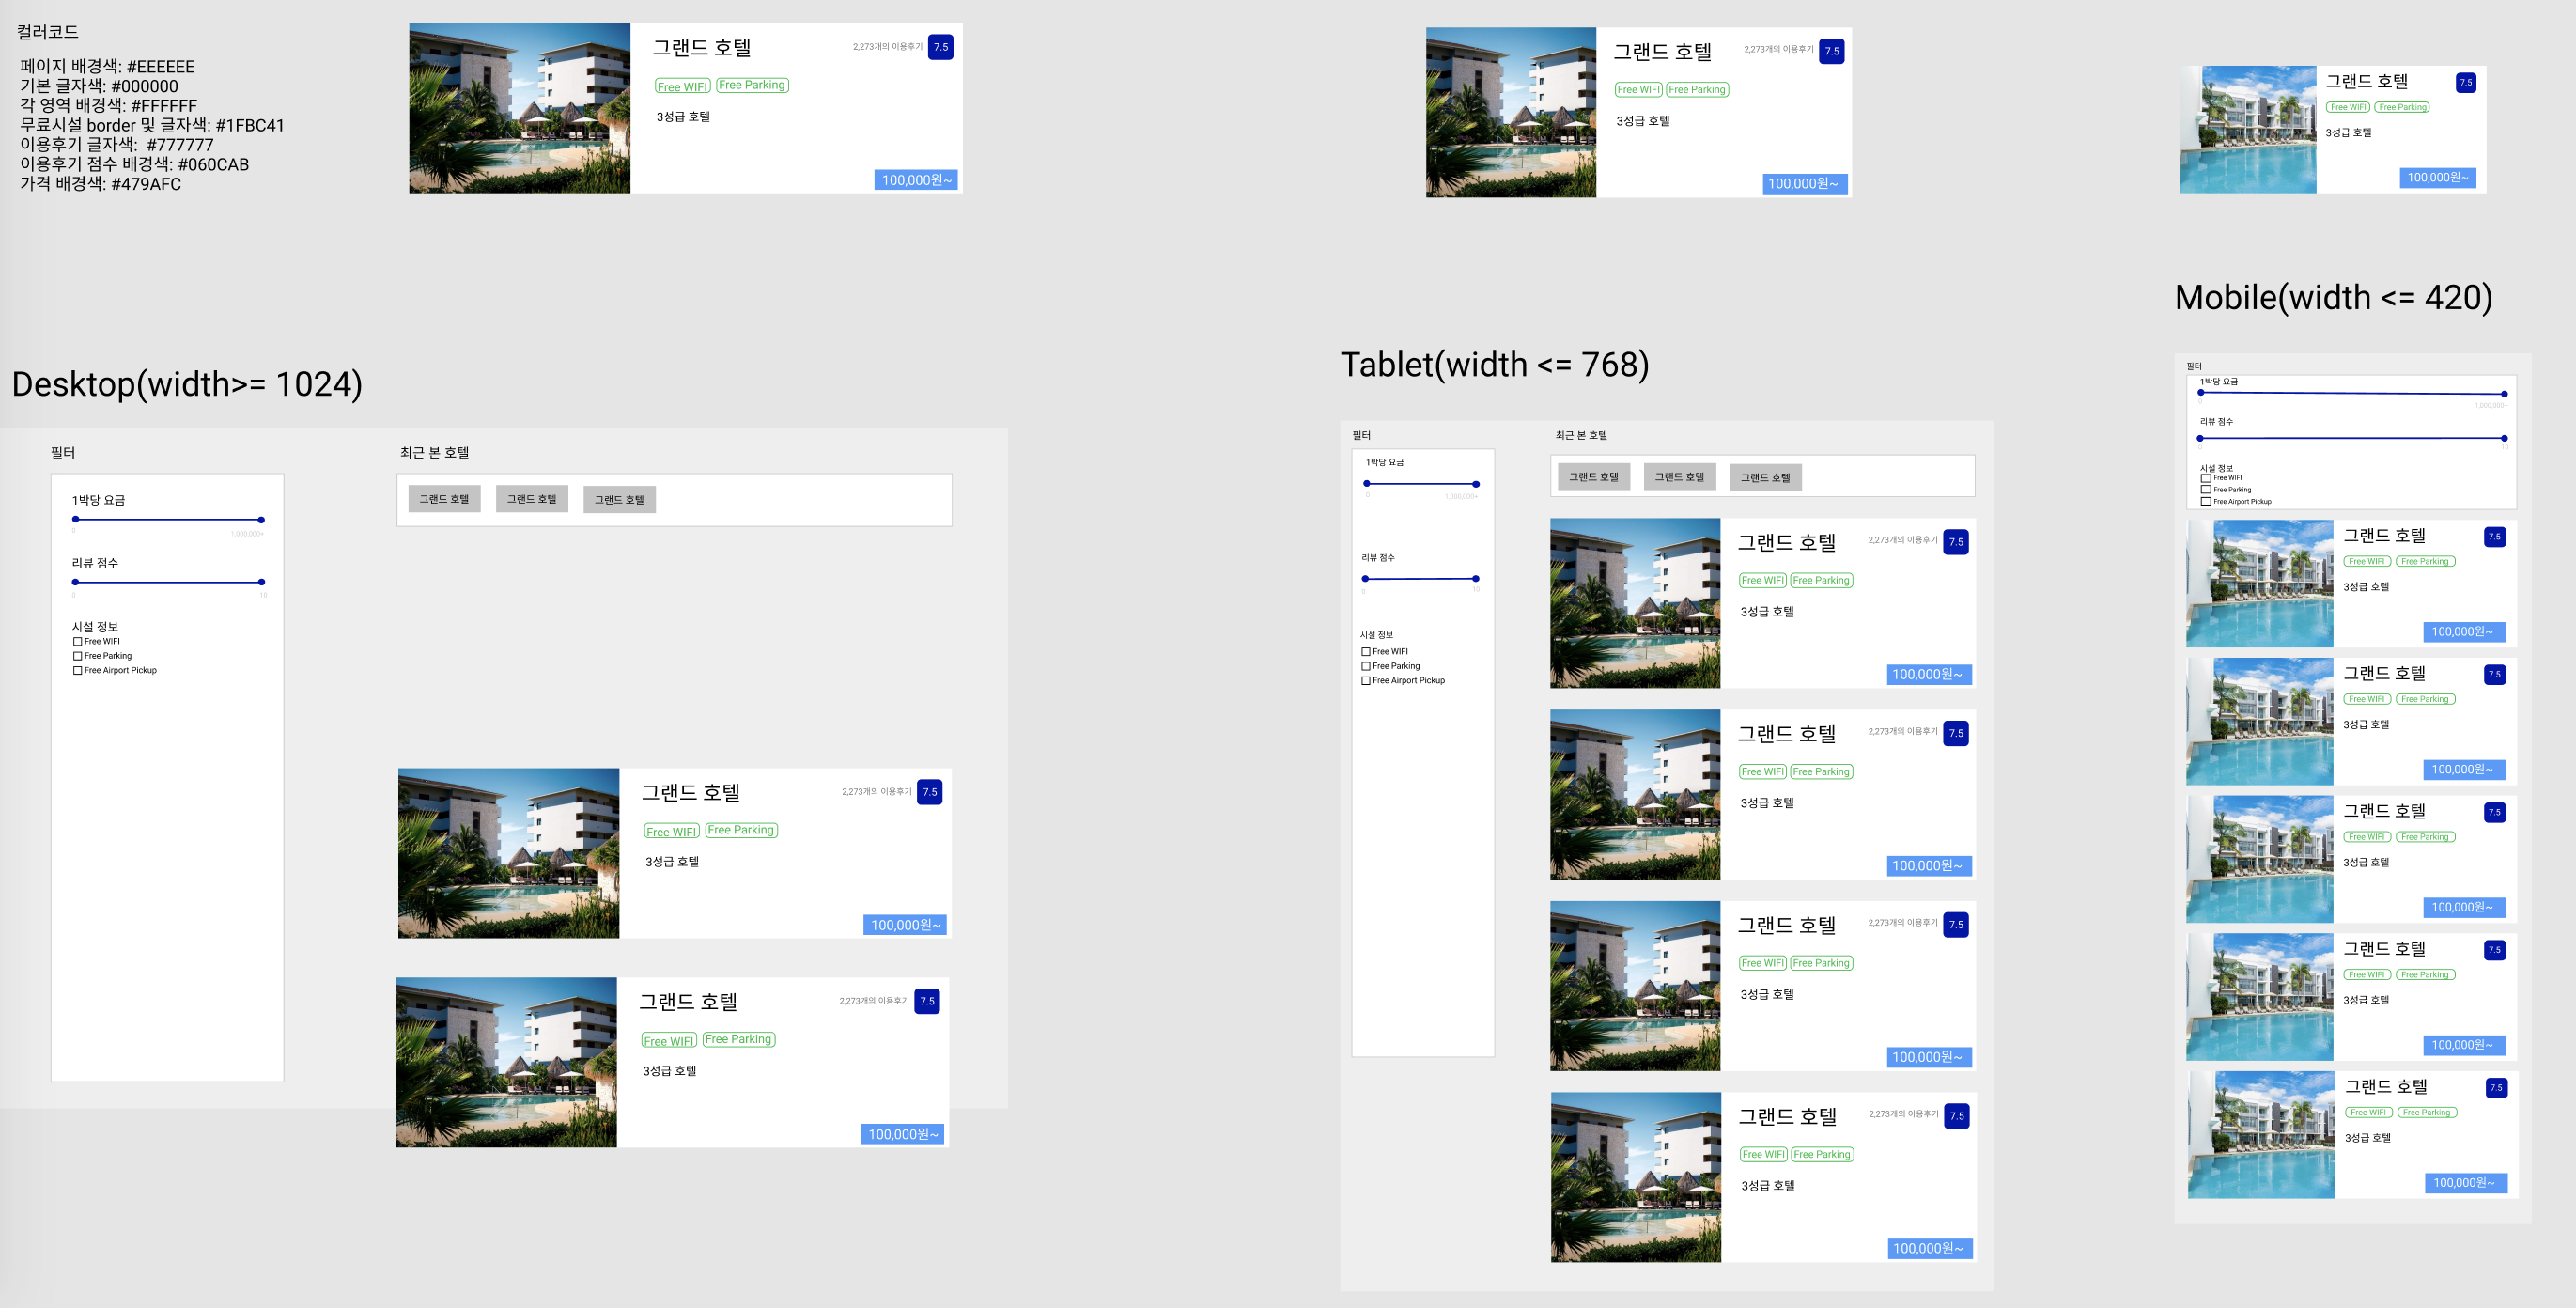 컬러코드
페이지 배경색: #EEEEEE
기본 글자색: #000000
각 영역 배경색: #FFFFFF
무료시설 border 및 글자색: #1FBC41
이용후기 글자색: #777777
이용후기 점수 배경색: #060CAB
가격 배경색: #479AFC
그랜드 호텔
2,273개의 이용후기
7.5
Free WIFI
Free Parking
3성급 호텔
100,000원~
그랜드 호텔
2,273개의 이용후기
7.5
Free WIFI
Free Parking
3성급 호텔
100,000원~
그랜드 호텔
7.5
Free WIFI
Free Parking
3성급 호텔
100,000원~
Desktop(width>= 1024)
필터
1박당 요금
0
1,000,000+
리뷰 점수
0
10
시설 정보
Free WIFI
Free Parking
Free Airport Pickup
최근 본 호텔
그랜드 호텔
그랜드 호텔
그랜드 호텔
그랜드 호텔
2,273개의 이용후기
7.5
Free WIFI
Free Parking
3성급 호텔
100,000원~
그랜드 호텔
2,273개의 이용후기
7.5
Free WIFI
Free Parking
3성급 호텔
100,000원~
Tablet(width <= 768)
필터
1박당 요금
0
1,000,000+
리뷰 점수
0
10
시설 정보
Free WIFI
Free Parking
Free Airport Pickup
최근 본 호텔
그랜드 호텔
그랜드 호텔
그랜드 호텔
그랜드 호텔
2,273개의 이용후기
7.5
Free WIFI
Free Parking
3성급 호텔
100,000원~
그랜드 호텔
2,273개의 이용후기
7.5
Free WIFI
Free Parking
3성급 호텔
100,000원~
그랜드 호텔
2,273개의 이용후기
7.5
Free WIFI
Free Parking
3성급 호텔
100,000원~
그랜드 호텔
2,273개의 이용후기
7.5
Free WIFI
Free Parking
3성급 호텔
100,000원~
Mobile(width <= 420)
필터
1박당 요금
0
1,000,000+
리뷰 점수
0
10
시설 정보
Free WIFI
Free Parking
Free Airport Pickup
그랜드 호텔
7.5
Free WIFI
Free Parking
3성급 호텔
100,000원~
그랜드 호텔
7.5
Free WIFI
Free Parking
3성급 호텔
100,000원~
그랜드 호텔
7.5
Free WIFI
Free Parking
3성급 호텔
100,000원~
그랜드 호텔
7.5
Free WIFI
Free Parking
3성급 호텔
100,000원~
그랜드 호텔
7.5
Free WIFI
Free Parking
3성급 호텔
100,000원~